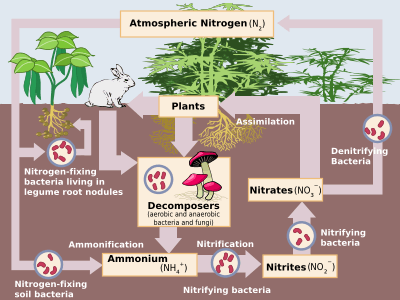 Atmospheric Nitrogen (N₂)
Plants
Assimilation
Denitrifying
Bacteria
Nitrogen-fixing
bacteria living in
legume root nodules
Nitrates (NO₃⁻)
Decomposers
(aerobic and anaerobic
bacteria and fungi)
Ammonification
Nitrification
Nitrifying
bacteria
Ammonium
(NH₄⁺)
Nitrites (NO₂⁻)
Nitrogen-fixing
soil bacteria
Nitrifying bacteria